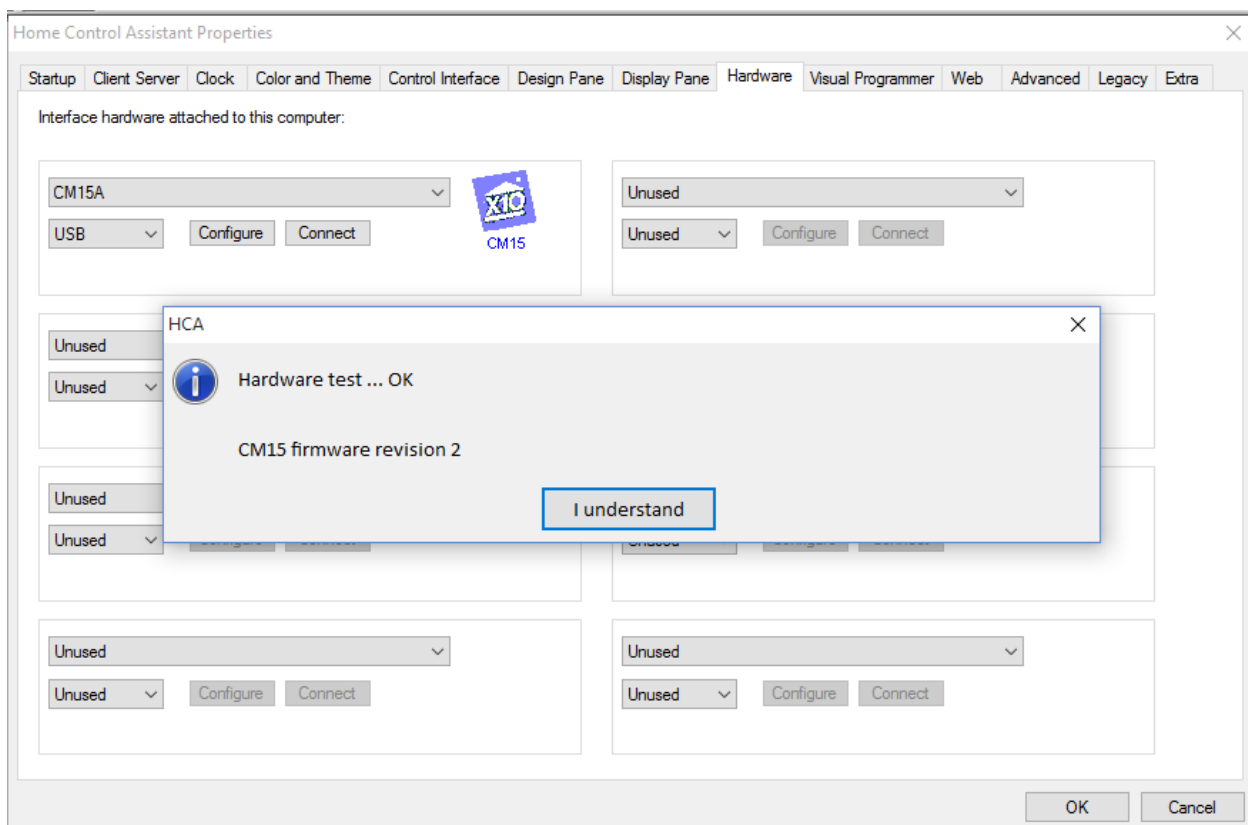 Home Control Assistant Properties
Startup Client Server Clock Color and Theme Control Interface Design Pane Display Pane Hardware Visual Programmer Web Advanced Legacy Extra
Interface hardware attached to this computer:
CM15A
USB Configure Connect
X10
CM15
Unused
Unused Configure Connect
Unused
Unused
HCA
Hardware test ... OK
CM15 firmware revision 2
I understand
Unused
Unused
Unused
Unused Configure Connect
Unused
Unused Configure Connect
OK Cancel